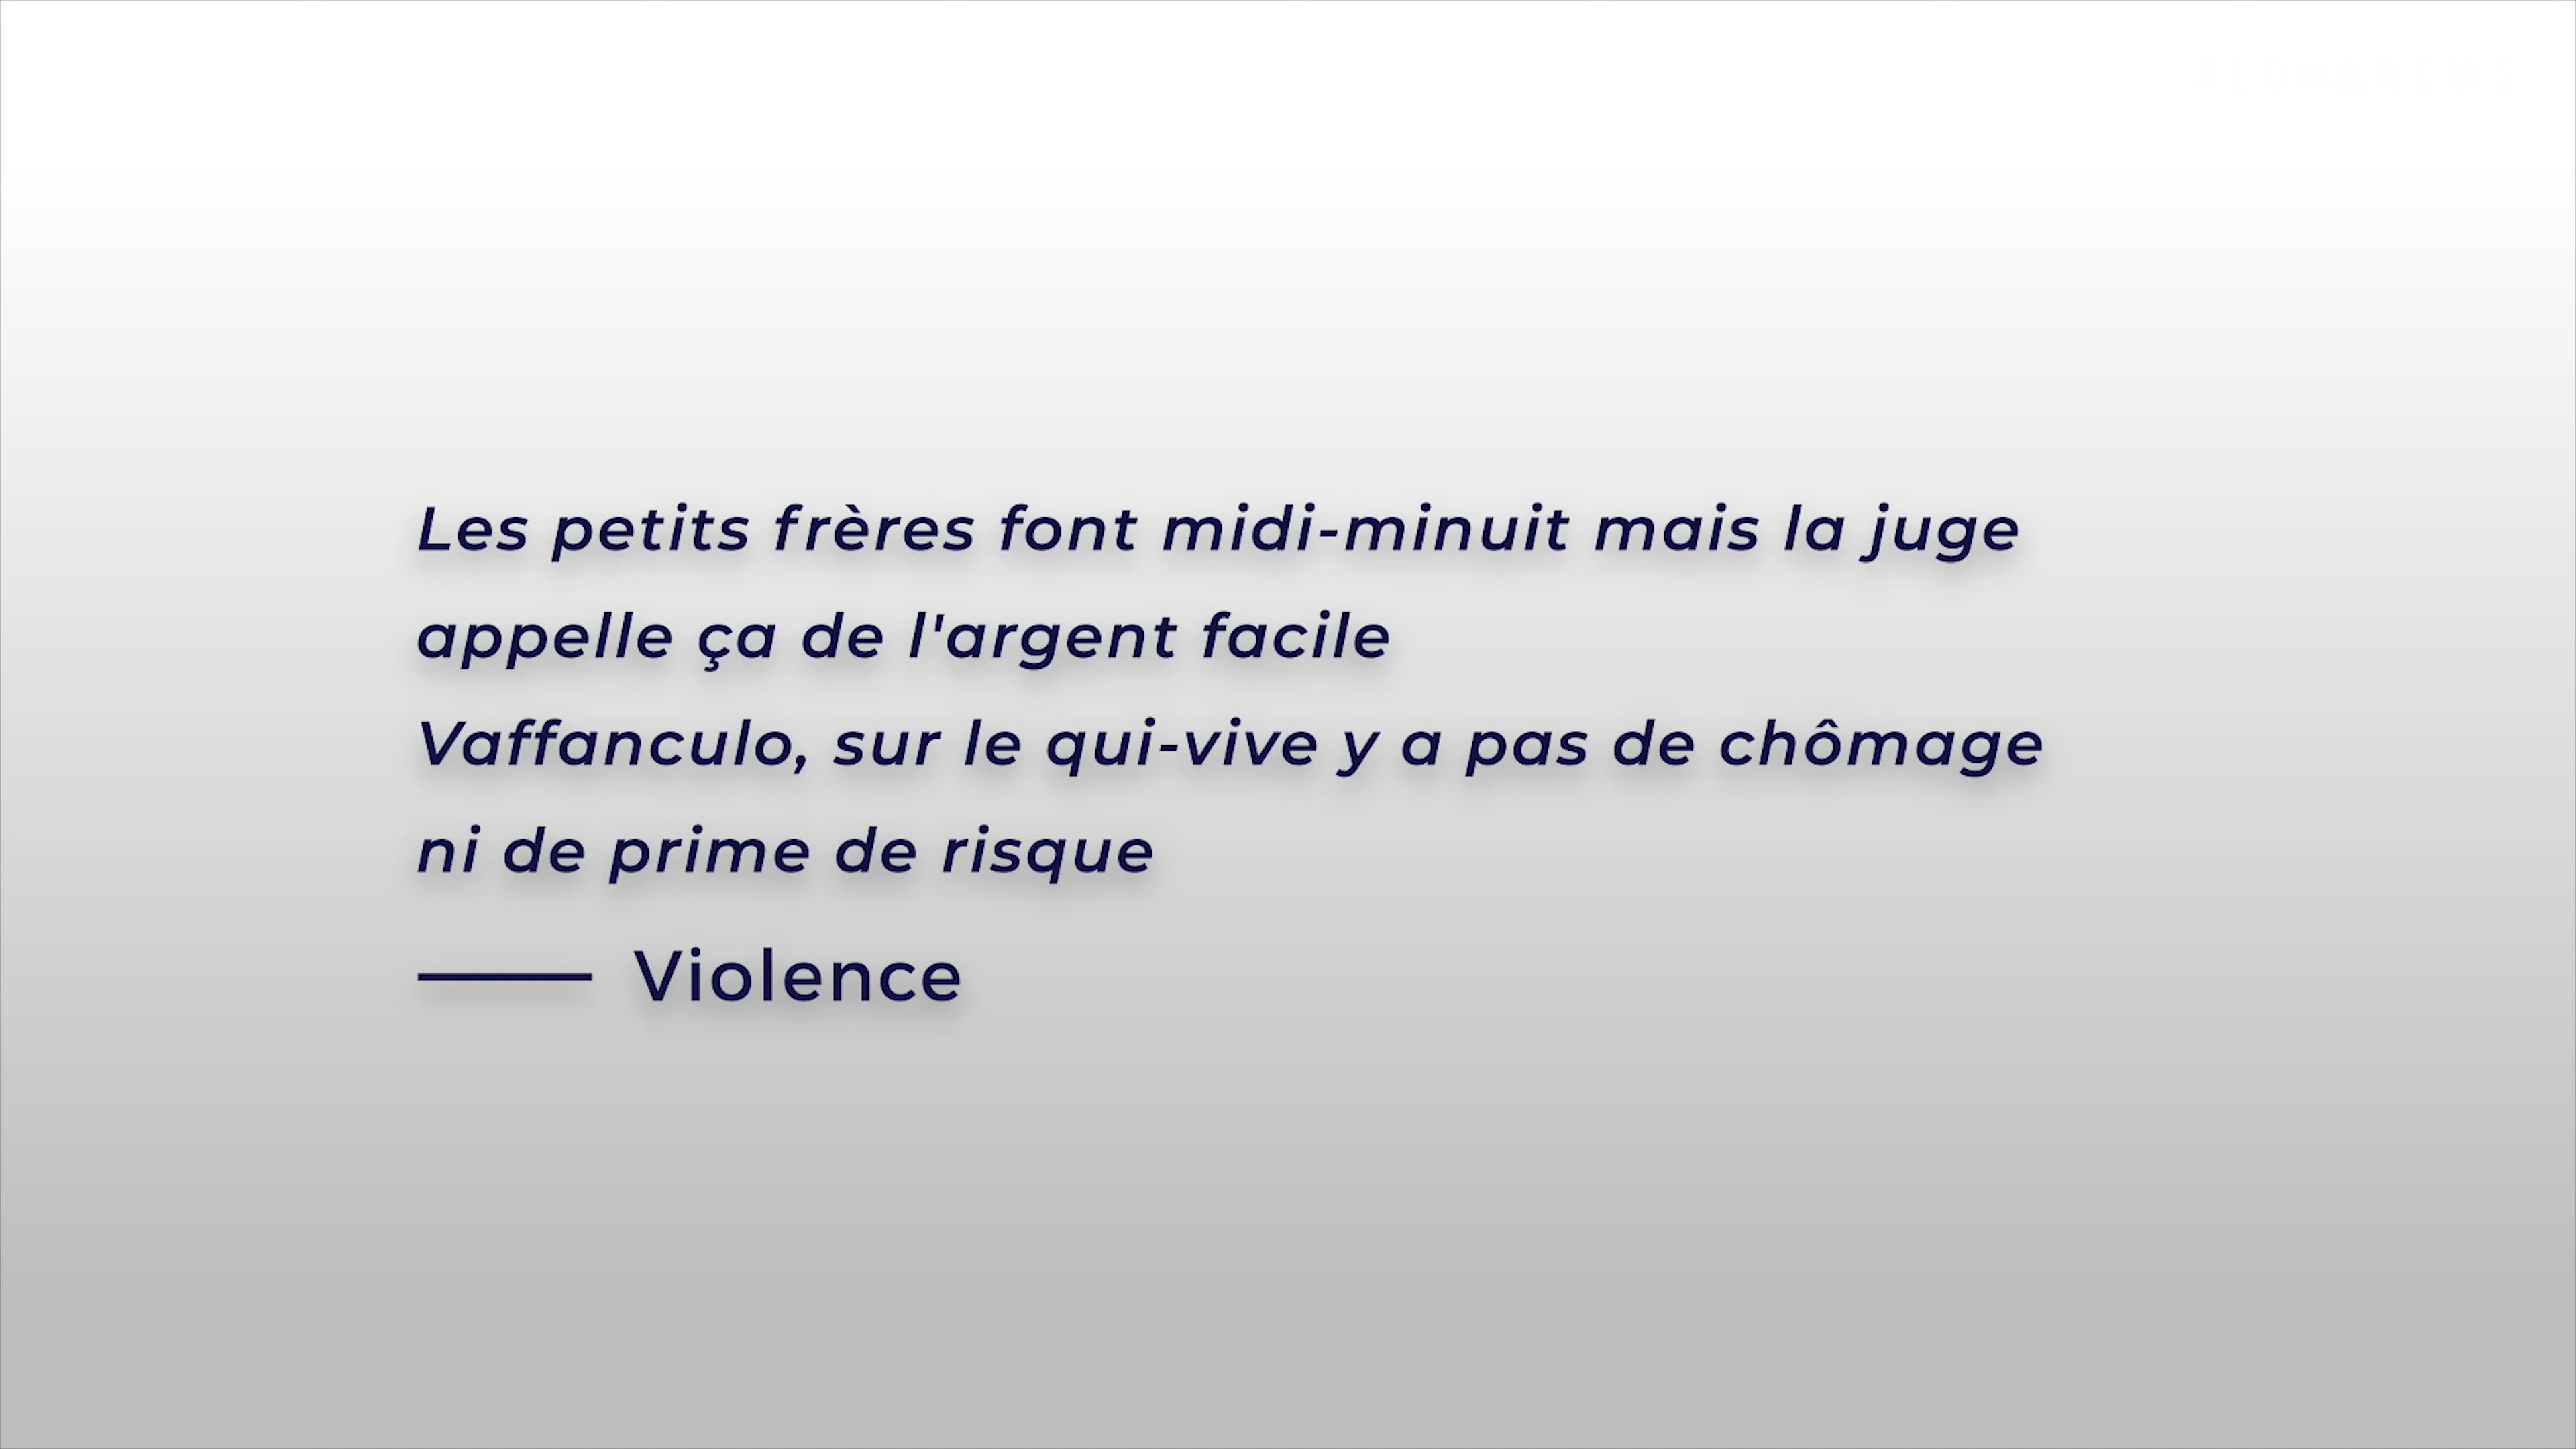 Les petits frères font midi-minuit mais la juge
appelle ça de l'argent facile
Vaffanculo, sur le qui-vive y a pas de chômage
ni de prime de risque
Violence